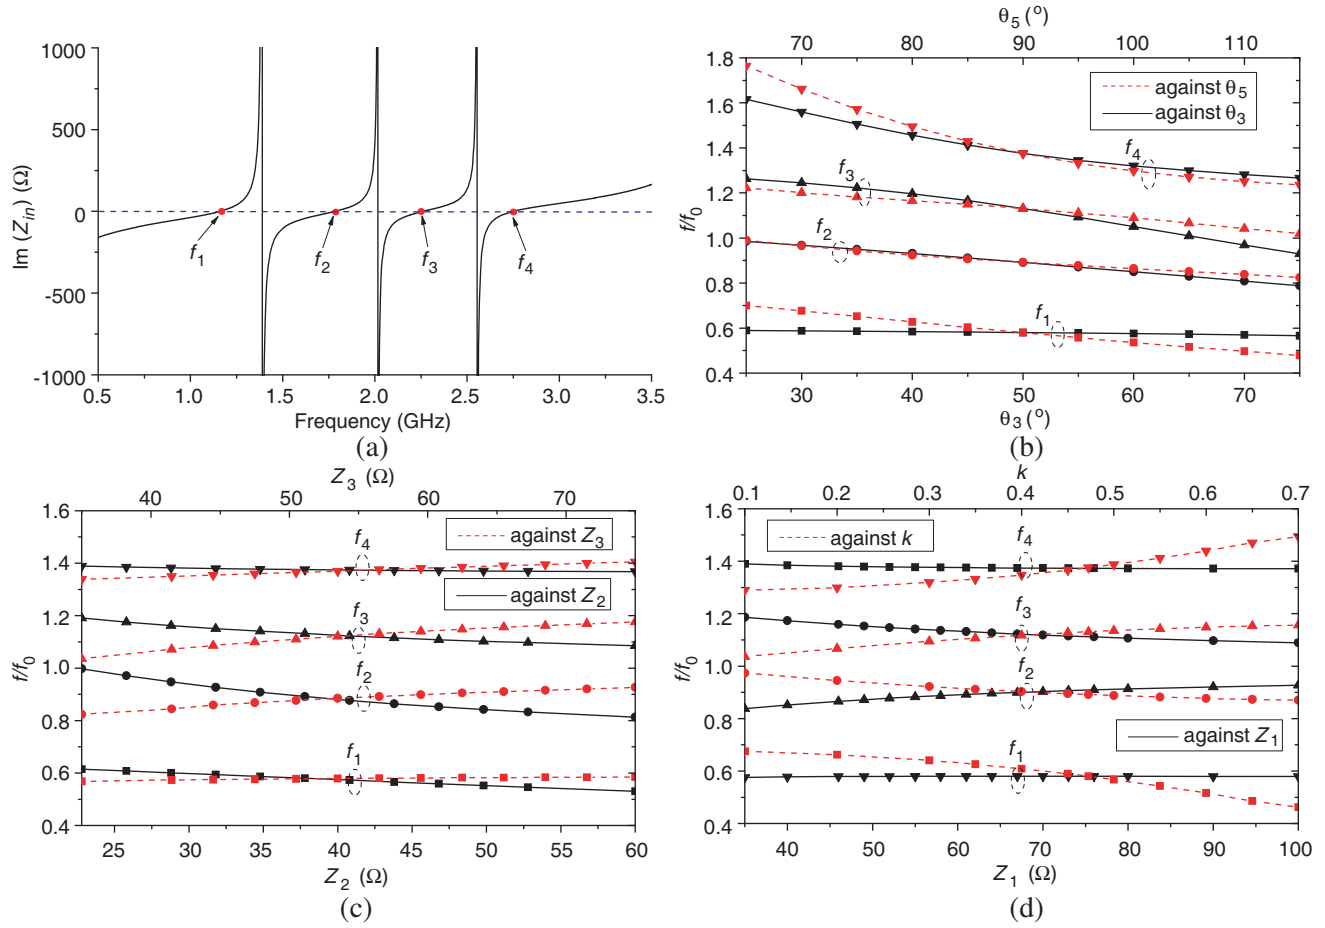 1000
500
0
-500
-1000
Im (Z_in) (Ω)
f_1
f_2
f_3
f_4
0.5 1.0 1.5 2.0 2.5 3.0 3.5
Frequency (GHz)
(a)
θ_5 (°)
70 80 90 100 110
1.8
1.6
1.4
1.2
1.0
0.8
0.6
0.4
f/f_0
against θ_5
against θ_3
f_4
f_3
f_2
f_1
30 40 50 60 70
θ_3 (°)
(b)
Z_3 (Ω)
40 50 60 70
1.6
1.4
1.2
1.0
0.8
0.6
0.4
f/f_0
against Z_3
f_4
against Z_2
f_3
f_2
f_1
25 30 35 40 45 50 55 60
Z_2 (Ω)
(c)
k
0.1 0.2 0.3 0.4 0.5 0.6 0.7
1.6
1.4
1.2
1.0
0.8
0.6
0.4
f/f_0
against k
f_4
f_3
f_2
against Z_1
f_1
40 50 60 70 80 90 100
Z_1 (Ω)
(d)